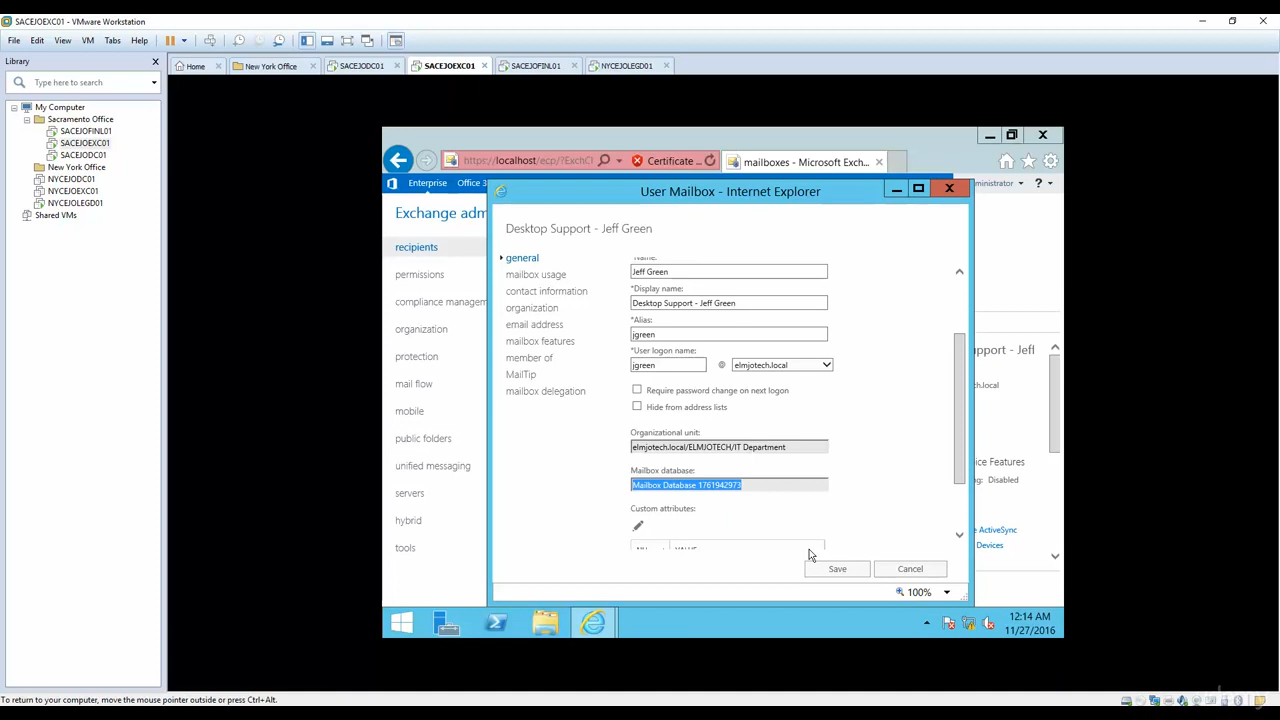 SACEJOEXC01 - VMware Workstation
File Edit View VM Tabs Help
Library
Type here to search
My Computer
Sacramento Office
SACEJOFINL01
SACEJOEXC01
SACEJODC01
New York Office
NYCEJODC01
NYCEJOEXC01
NYCEJOLEGD01
Shared VMs
Home New York Office SACEJODC01 SACEJOEXC01 SACEJOFINL01 NYCEJOLEGD01
https://localhost/ecp/?ExchCl Certificate ... mailboxes - Microsoft Exch...
Enterprise Office 3
ministrator ?
Exchange adm
recipients
permissions
compliance managem
organization
protection
mail flow
mobile
public folders
unified messaging
servers
hybrid
tools
User Mailbox - Internet Explorer
Desktop Support - Jeff Green
general
mailbox usage
contact information
organization
email address
mailbox features
member of
MailTip
mailbox delegation
*Name:
Jeff Green
*Display name:
Desktop Support - Jeff Green
*Alias:
jgreen
*User logon name:
jgreen @ elmjotech.local
Require password change on next logon
Hide from address lists
Organizational unit:
elmjotech.local/ELMJOTECH/IT Department
Mailbox database:
Mailbox Database 1761942973
Custom attributes:
VALUE
Save Cancel
100%
pport - Jeff
ch.local
ice Features
g: Disabled
ActiveSync
Devices
12:14 AM
11/27/2016
To return to your computer, move the mouse pointer outside or press Ctrl+Alt.